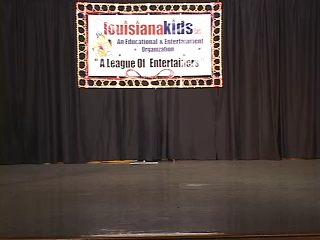 louisianakids
An Educational & Entertainment
Organization
"A League Of Entertainers"